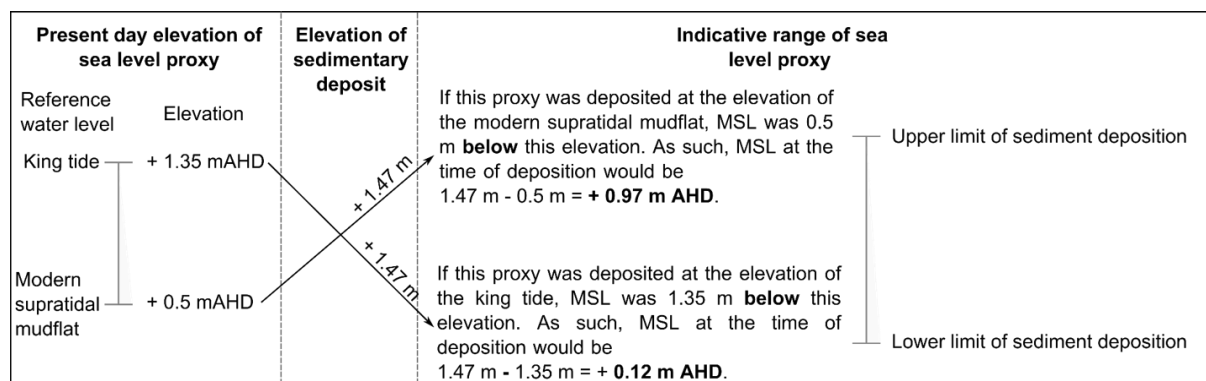 Present day elevation of
sea level proxy
Elevation of
sedimentary
deposit
Indicative range of sea
level proxy
Reference
water level
Elevation
King tide
+ 1.35 mAHD
Modern
supratidal
mudflat
+ 0.5 mAHD
+ 1.47 m
+ 1.47 m
If this proxy was deposited at the elevation of
the modern supratidal mudflat, MSL was 0.5
m below this elevation. As such, MSL at the
time of deposition would be
1.47 m - 0.5 m = + 0.97 m AHD.
If this proxy was deposited at the elevation of
the king tide, MSL was 1.35 m below this
elevation. As such, MSL at the time of
deposition would be
1.47 m - 1.35 m = + 0.12 m AHD.
Upper limit of sediment deposition
Lower limit of sediment deposition